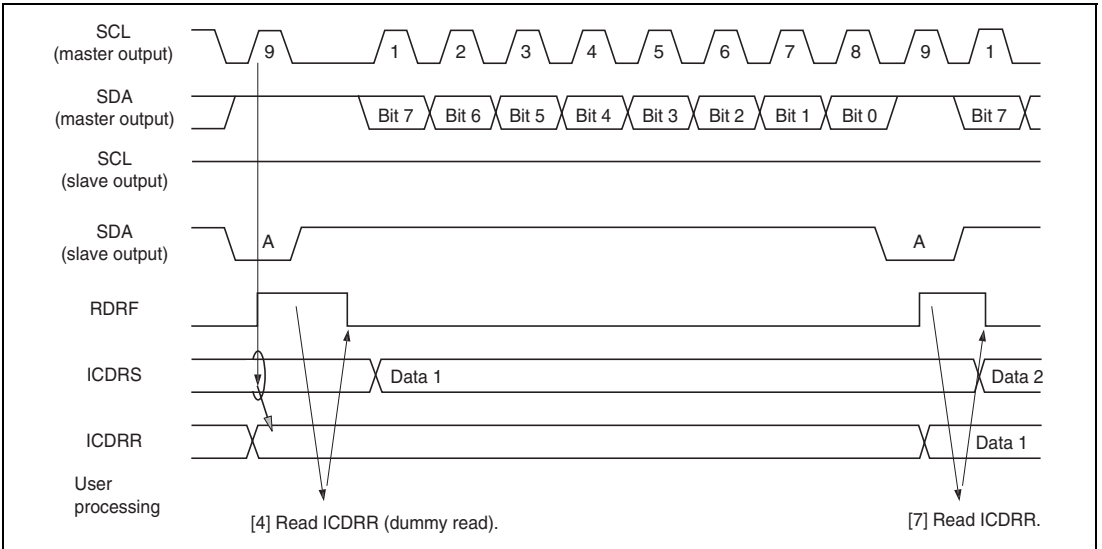 SCL
(master output)
9 1 2 3 4 5 6 7 8 9 1
SDA
(master output)
Bit 7 Bit 6 Bit 5 Bit 4 Bit 3 Bit 2 Bit 1 Bit 0 Bit 7
SCL
(slave output)
SDA
(slave output)
A A
RDRF
ICDRS
Data 1 Data 2
ICDRR
Data 1
User
processing
[4] Read ICDRR (dummy read). [7] Read ICDRR.